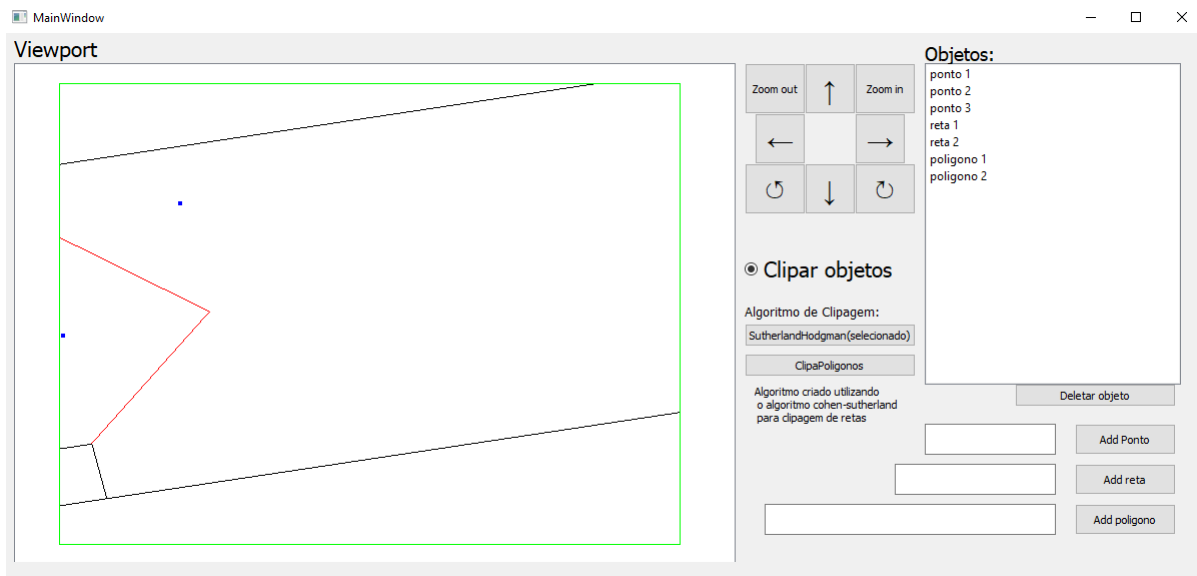 MainWindow
Viewport
Objetos:
Zoom out
↑
Zoom in
←
→
↺
↓
↻
ponto 1
ponto 2
ponto 3
reta 1
reta 2
poligono 1
poligono 2
Clipar objetos
Algoritmo de Clipagem:
SutherlandHodgman(selecionado)
ClipaPoligonos
Algoritmo criado utilizando
o algoritmo cohen-sutherland
para clipagem de retas
Deletar objeto
Add Ponto
Add reta
Add poligono